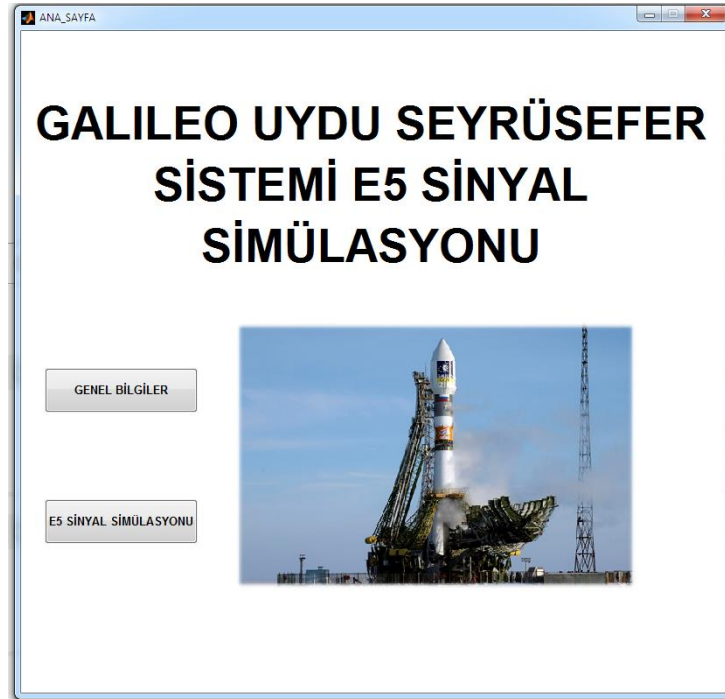 ANA_SAYFA
GALILEO UYDU SEYRÜSEFER
SİSTEMİ E5 SİNYAL
SİMÜLASYONU
GENEL BİLGİLER
E5 SİNYAL SİMÜLASYONU